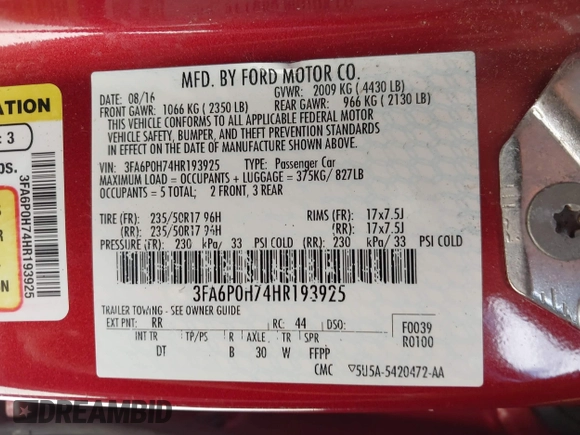 MFD. BY FORD MOTOR CO.
DATE: 08/16 GVWR: 2009 KG (4430 LB)
FRONT GAWR: 1066 KG (2350 LB) REAR GAWR: 966 KG (2130 LB)
THIS VEHICLE CONFORMS TO ALL APPLICABLE FEDERAL MOTOR
VEHICLE SAFETY, BUMPER, AND THEFT PREVENTION STANDARDS
IN EFFECT ON THE DATE OF MANUFACTURE SHOWN ABOVE.
VIN: 3FA6P0H74HR193925 TYPE: Passenger Car
MAXIMUM LOAD = OCCUPANTS + LUGGAGE = 375KG/827LB
OCCUPANTS = 5 TOTAL; 2 FRONT, 3 REAR
TIRE (FR): 235/50R17 96H RIMS (FR): 17x7.5J
(RR): 235/50R17 94H (RR): 17x7.5J
PRESSURE (FR): 230 kPa/ 33 PSI COLD (RR): 230 kPa/ 33 PSI COLD
3FA6P0H74HR193925
TRAILER TOWING - SEE OWNER GUIDE
EXT PNT: RR RC: 44 DSO:
INT TR TP/PS R AXLE TR SPR
DT B 30 W FFPP
F0039
R0100
CMC 5U5A-5420472-AA
ATION
: 3
bs.
3FA6P0H74HR193925
DREAMBID